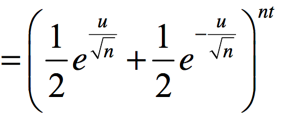 = ( 1/2 e^{u/√n} + 1/2 e^{-u/√n} )^{nt}